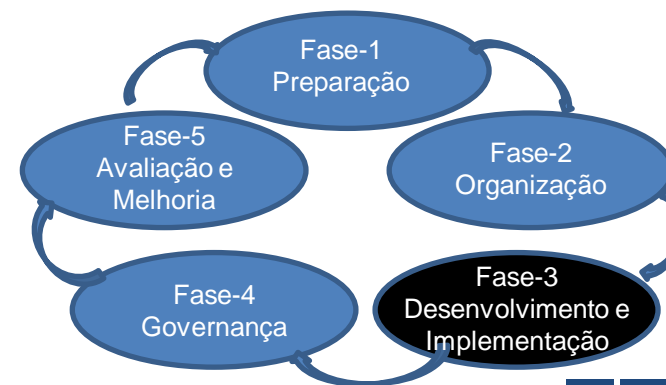 Fase-1
Preparação
Fase-2
Organização
Fase-3
Desenvolvimento e
Implementação
Fase-4
Governança
Fase-5
Avaliação e
Melhoria